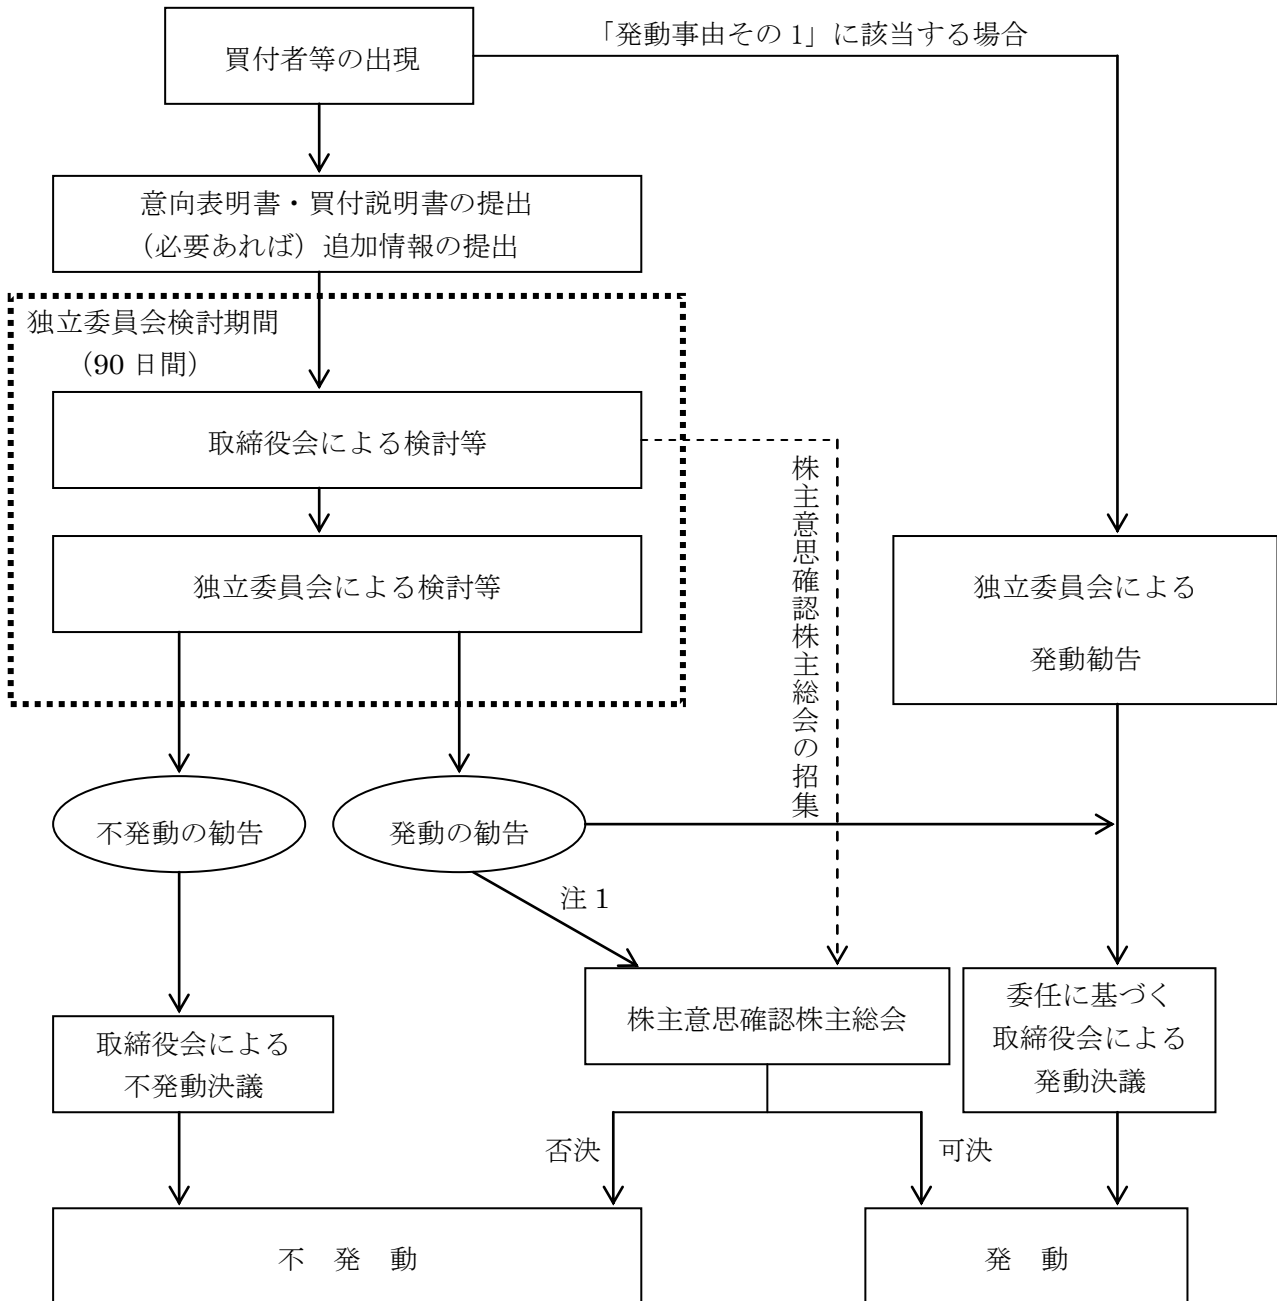 買付者等の出現
「発動事由その1」に該当する場合
意向表明書・買付説明書の提出
（必要あれば）追加情報の提出
独立委員会検討期間
（90 日間）
取締役会による検討等
株主意思確認株主総会の招集
独立委員会による検討等
独立委員会による
発動勧告
不発動の勧告
発動の勧告
注1
株主意思確認株主総会
委任に基づく
取締役会による
発動決議
取締役会による
不発動決議
否決
可決
不　発　動
発　動